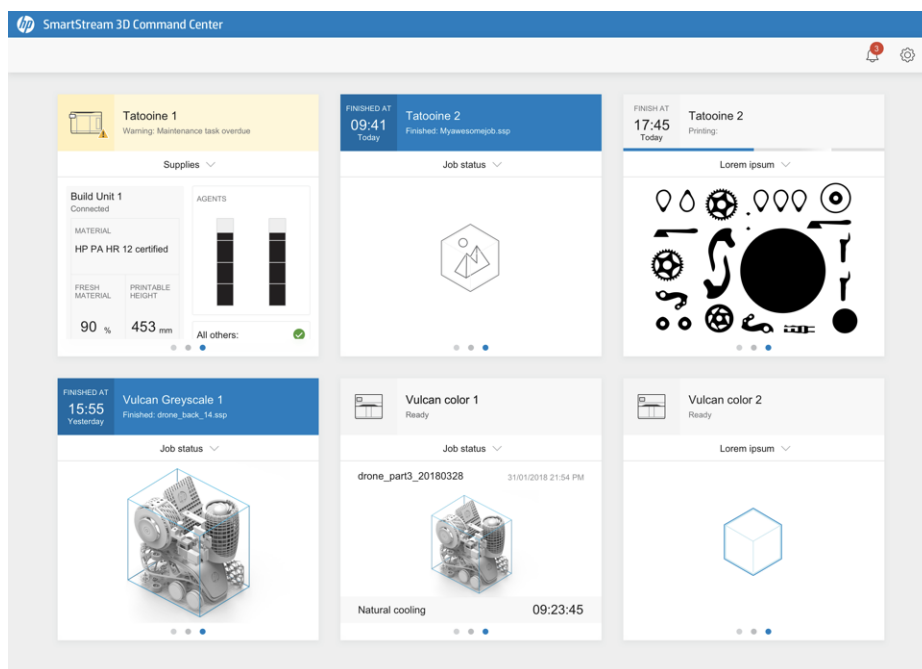 hp SmartStream 3D Command Center
3
Tatooine 1
Warning: Maintenance task overdue
Supplies
Build Unit 1
Connected
MATERIAL
HP PA HR 12 certified
FRESH
MATERIAL
PRINTABLE
HEIGHT
90 %
453 mm
AGENTS
All others:
FINISHED AT
09:41
Today
Tatooine 2
Finished: Myawesomejob.ssp
Job status
FINISH AT
17:45
Today
Tatooine 2
Printing:
Lorem ipsum
FINISHED AT
15:55
Yesterday
Vulcan Greyscale 1
Finished: drone_back_14.ssp
Job status
Vulcan color 1
Ready
Job status
drone_part3_20180328
31/01/2018 21:54 PM
Natural cooling
09:23:45
Vulcan color 2
Ready
Lorem ipsum